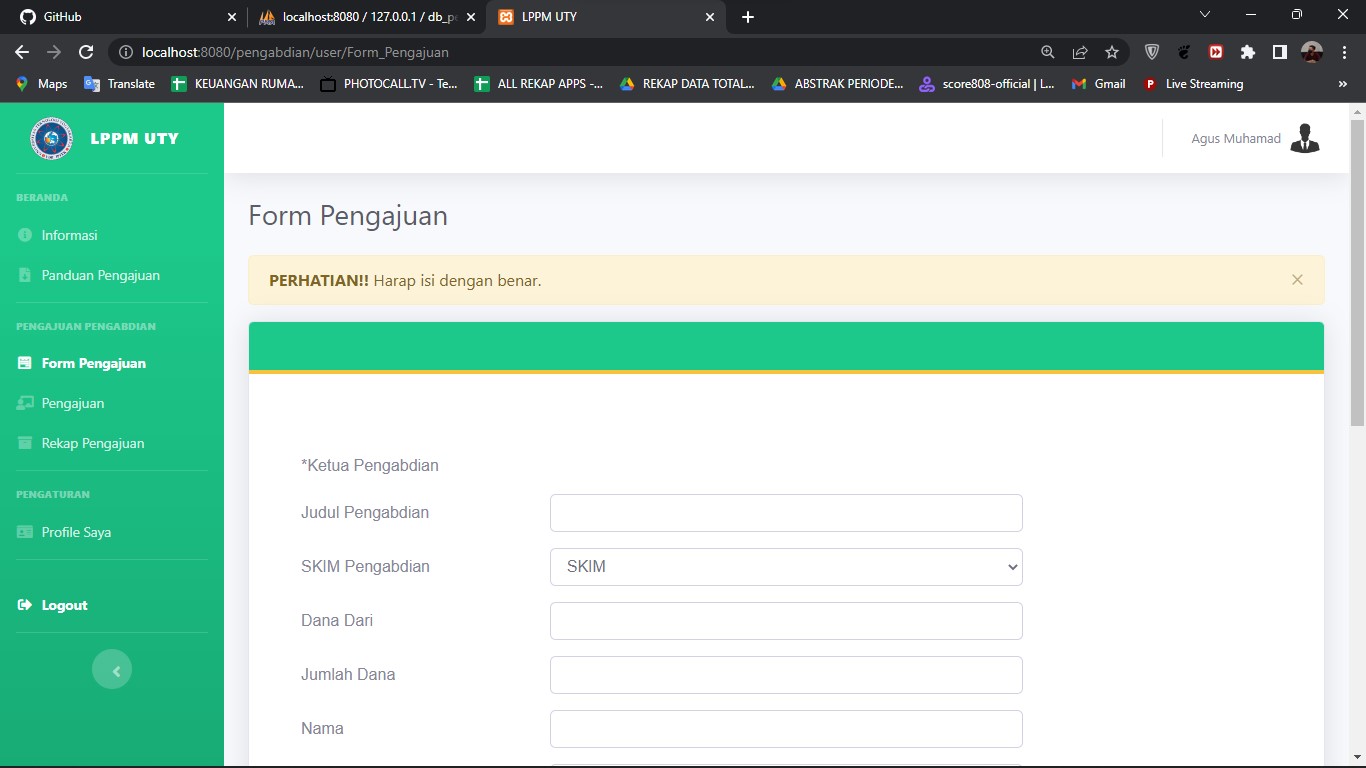 GitHub
localhost:8080 / 127.0.0.1 / db_p
LPPM UTY
localhost:8080/pengabdian/user/Form_Pengajuan
Maps
Translate
KEUANGAN RUMA...
PHOTOCALL.TV - Te...
ALL REKAP APPS -...
REKAP DATA TOTAL...
ABSTRAK PERIODE...
score808-official | L...
Gmail
Live Streaming
LPPM UTY
Agus Muhamad
BERANDA
Informasi
Panduan Pengajuan
PENGAJUAN PENGABDIAN
Form Pengajuan
Pengajuan
Rekap Pengajuan
PENGATURAN
Profile Saya
Logout
Form Pengajuan
PERHATIAN!! Harap isi dengan benar.
*Ketua Pengabdian
Judul Pengabdian
SKIM Pengabdian
SKIM
Dana Dari
Jumlah Dana
Nama